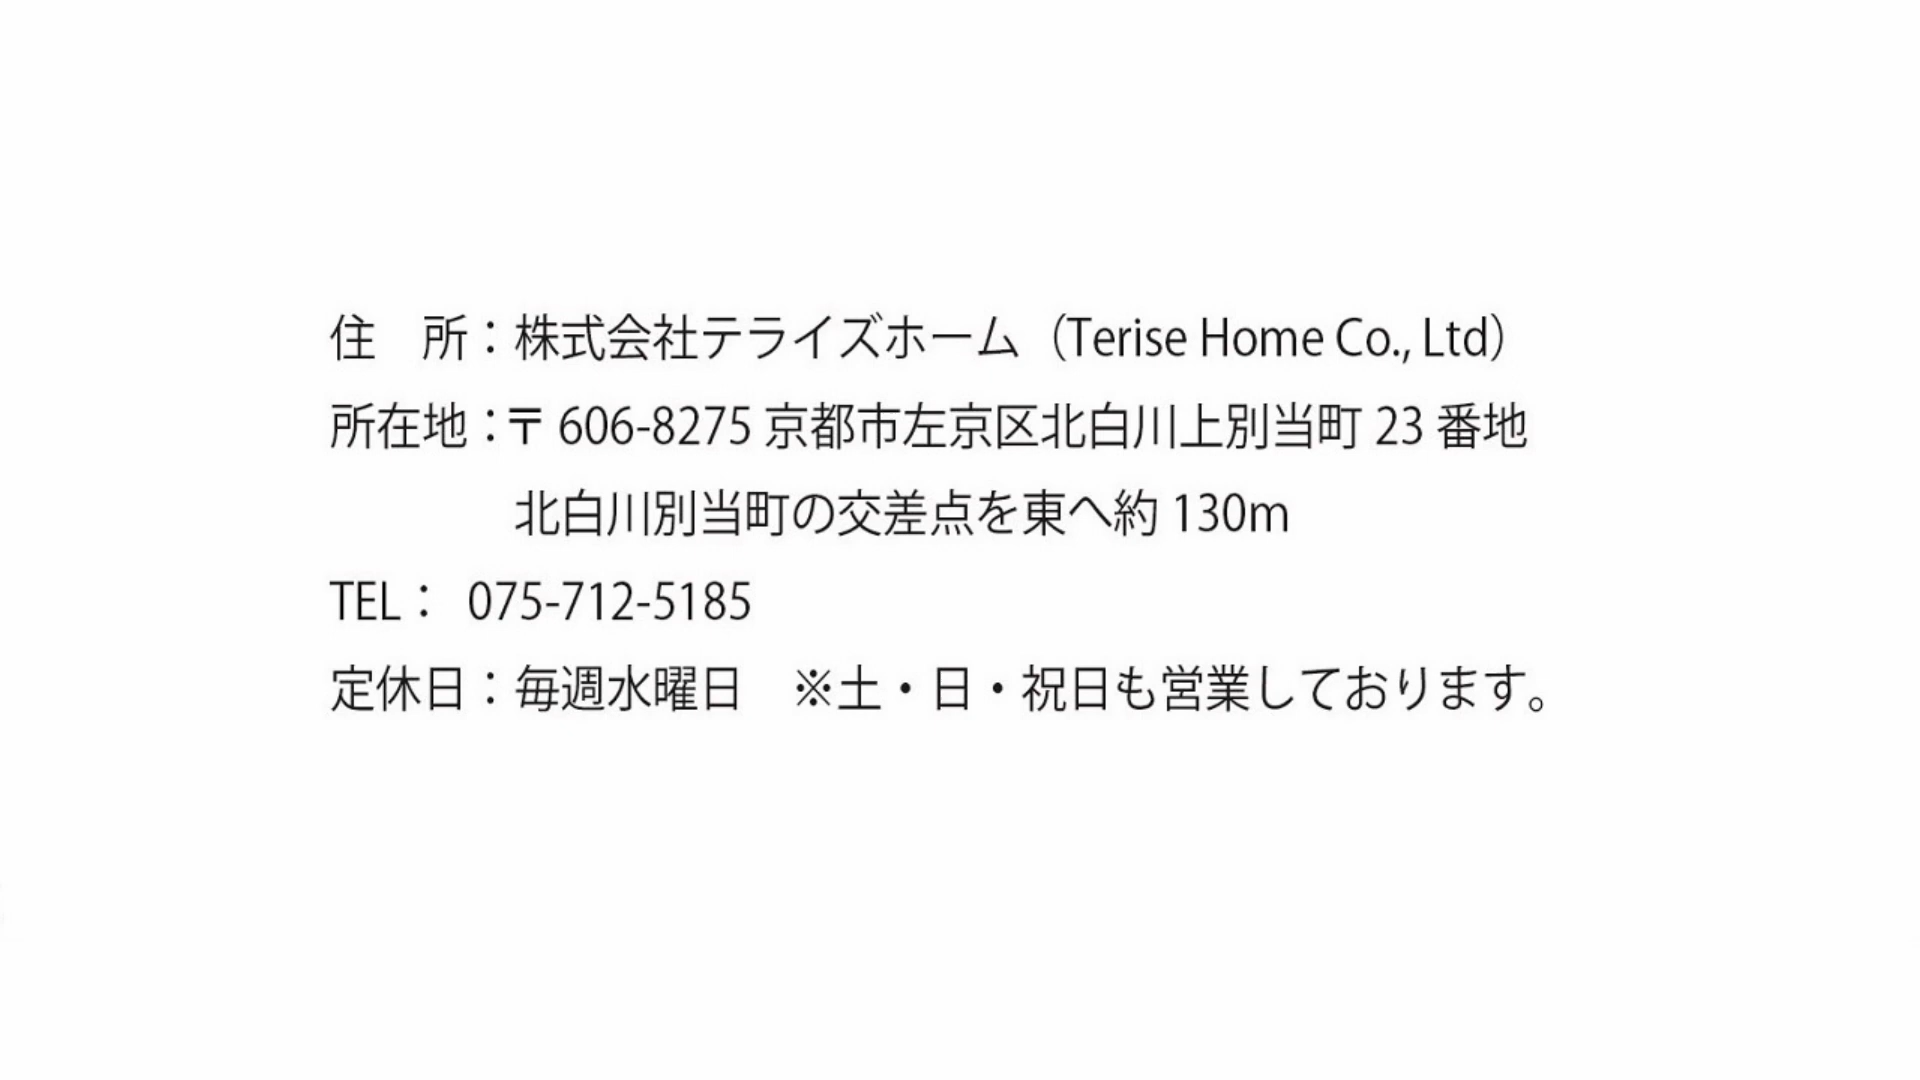 住　所：株式会社テライズホーム（Terise Home Co., Ltd）
所在地：〒 606-8275 京都市左京区北白川上別当町 23 番地
北白川別当町の交差点を東へ約 130m
TEL： 075-712-5185
定休日：毎週水曜日　※土・日・祝日も営業しております。